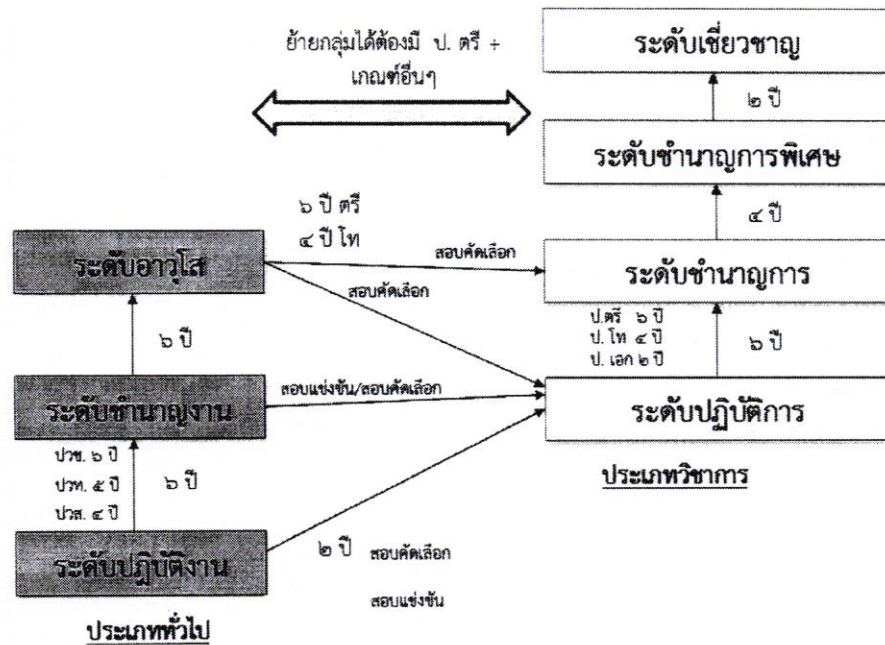 ย้ายกลุ่มได้ต้องมี ป. ตรี +
เกณฑ์อื่นๆ
ระดับเชี่ยวชาญ
๒ ปี
ระดับชำนาญการพิเศษ
๔ ปี
๖ ปี ตรี
๔ ปี โท
ระดับอาวุโส
สอบคัดเลือก
ระดับชำนาญการ
สอบคัดเลือก
๖ ปี
ป.ตรี ๖ ปี
ป. โท ๔ ปี
ป. เอก ๒ ปี
๖ ปี
ระดับชำนาญงาน
สอบแข่งขัน/สอบคัดเลือก
ระดับปฏิบัติการ
ประเภทวิชาการ
ปวช. ๖ ปี
ปวท. ๕ ปี
ปวส. ๔ ปี
๖ ปี
ระดับปฏิบัติงาน
๒ ปี สอบคัดเลือก
สอบแข่งขัน
ประเภททั่วไป